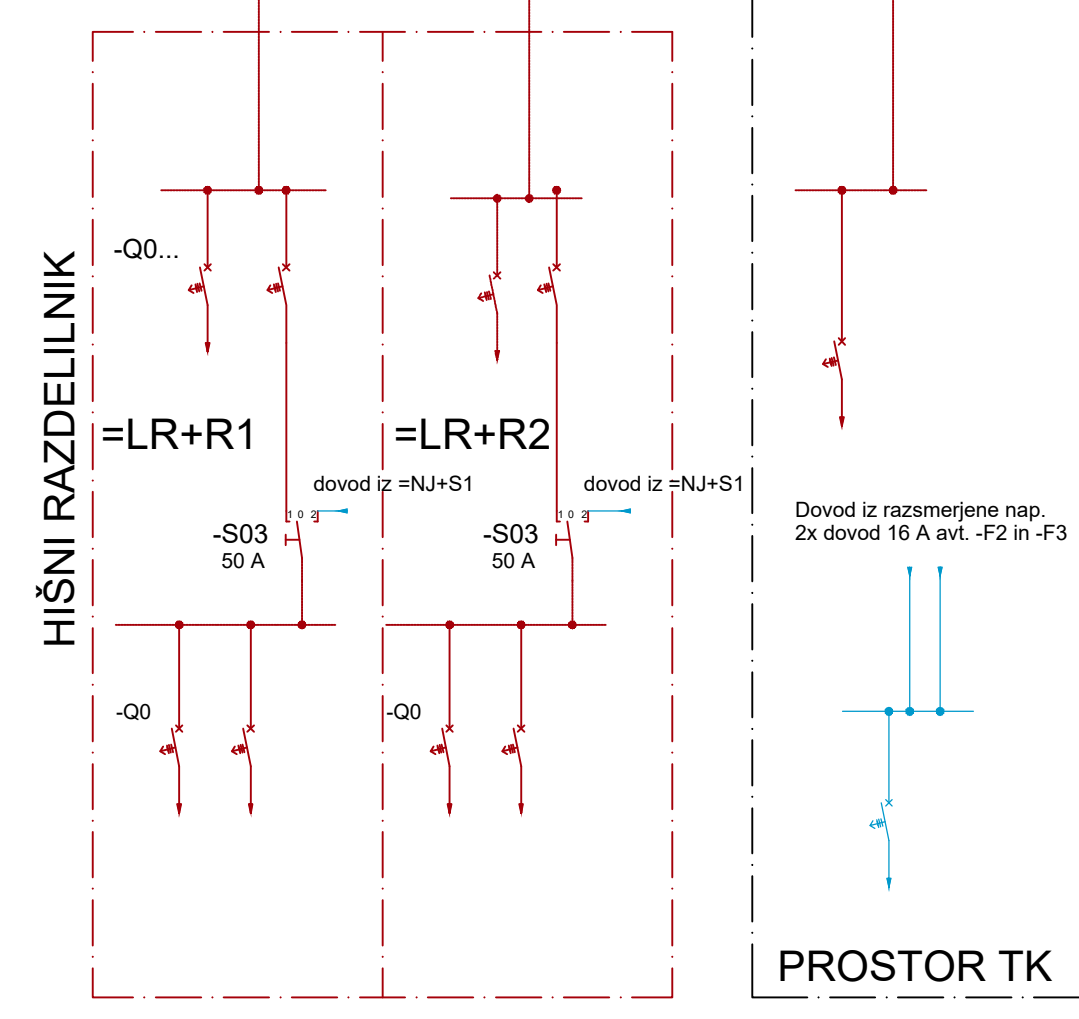 HIŠNI RAZDELILNIK
-Q0...
=LR+R1
=LR+R2
dovod iz =NJ+S1
dovod iz =NJ+S1
1 0 2
1 0 2
-S03
50 A
-S03
50 A
-Q0
-Q0
Dovod iz razsmerjene nap.
2x dovod 16 A avt. -F2 in -F3
PROSTOR TK